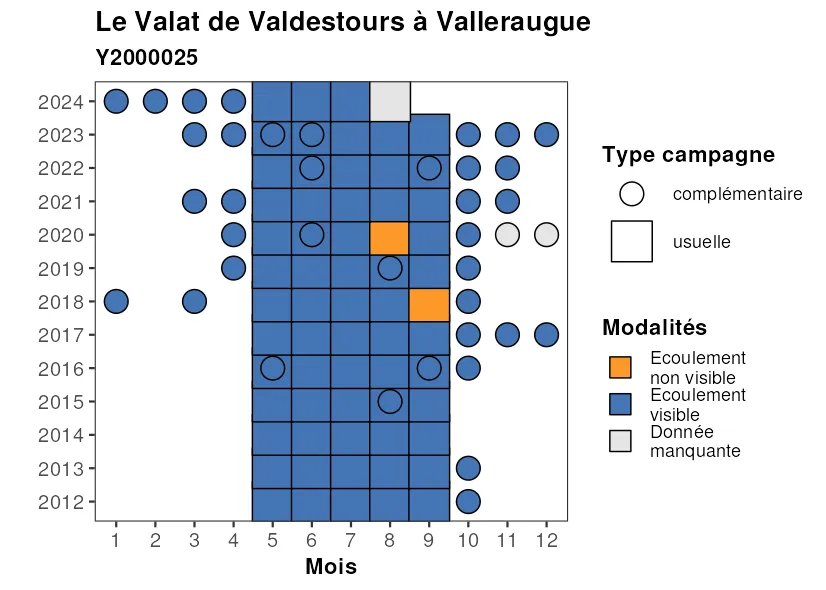 Le Valat de Valdestours à Valleraugue
Y2000025
2024
2023
2022
2021
2020
2019
2018
2017
2016
2015
2014
2013
2012
1 2 3 4 5 6 7 8 9 10 11 12
Mois
Type campagne
complémentaire
usuelle
Modalités
Ecoulement
non visible
Ecoulement
visible
Donnée
manquante